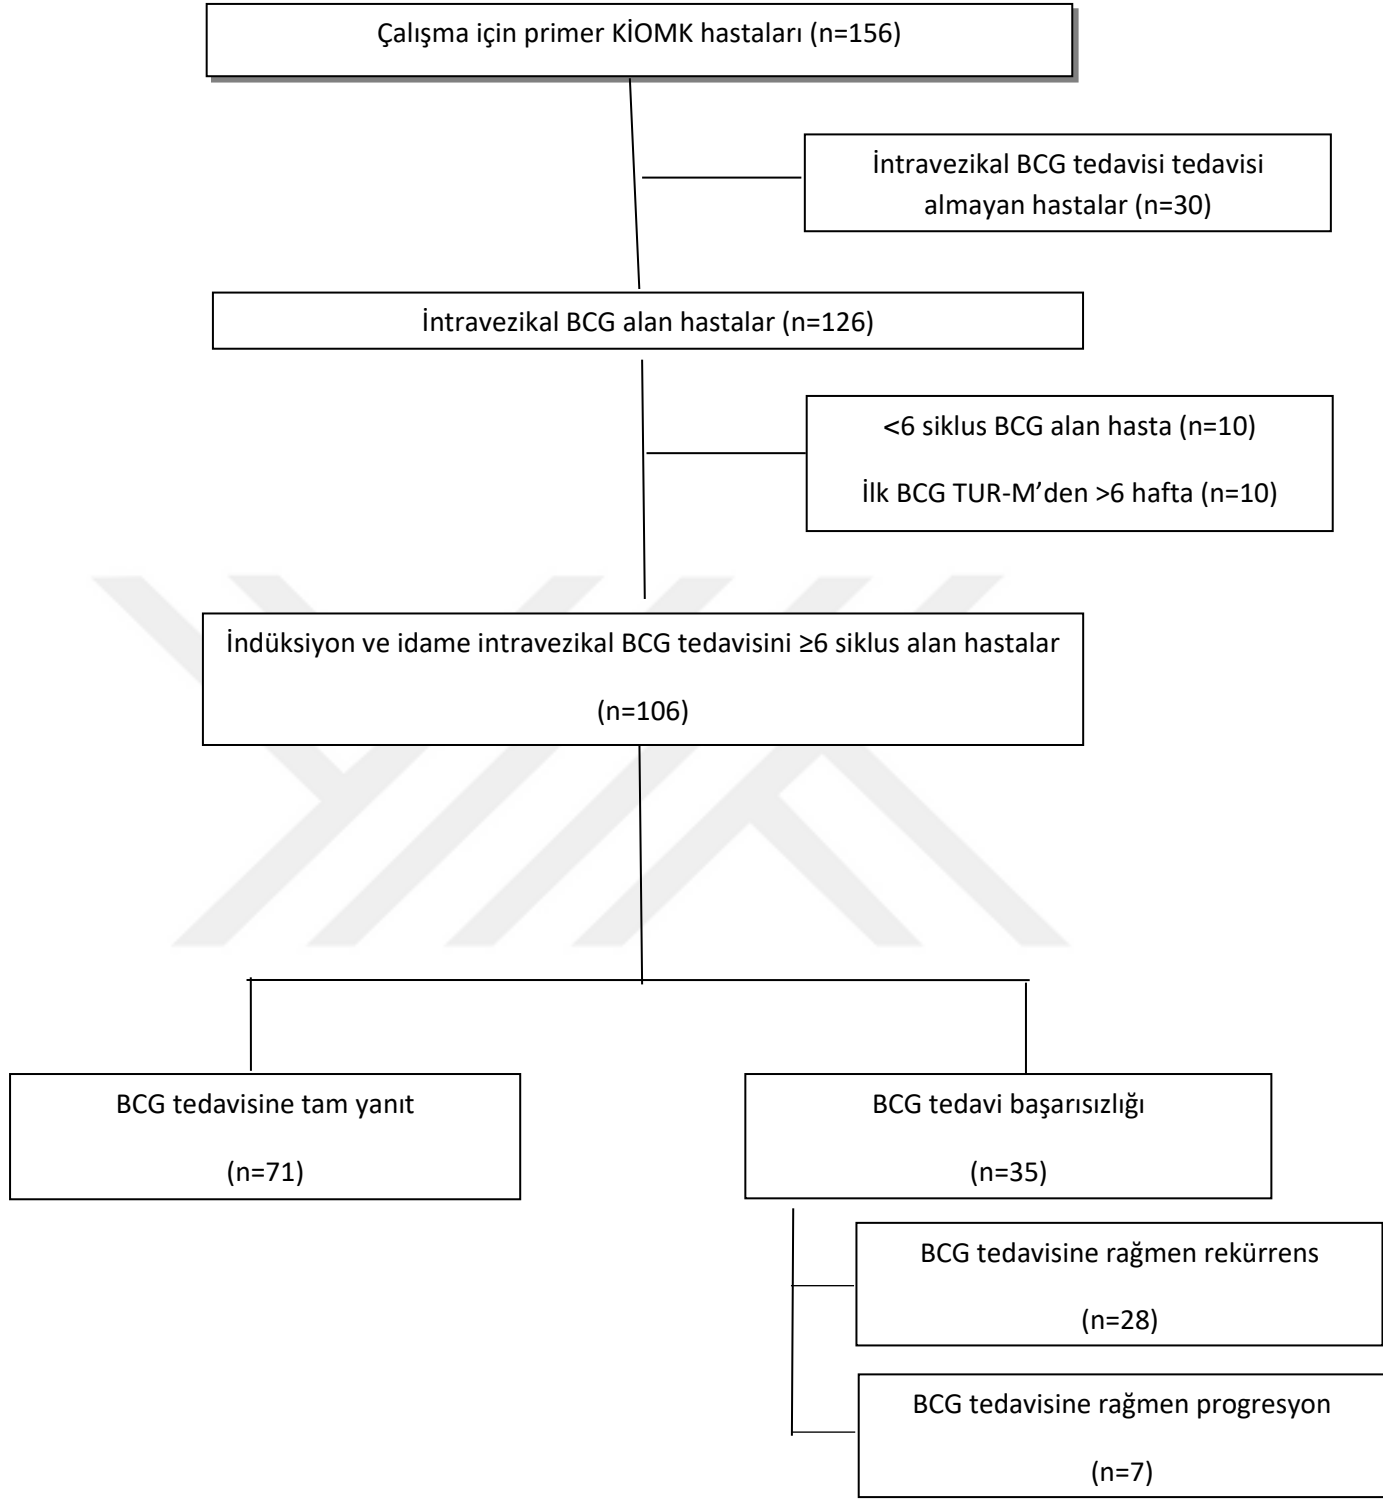 Çalışma için primer KİOMK hastaları (n=156)
İntravezikal BCG tedavisi tedavisi
almayan hastalar (n=30)
İntravezikal BCG alan hastalar (n=126)
<6 siklus BCG alan hasta (n=10)
İlk BCG TUR-M’den >6 hafta (n=10)
İndüksiyon ve idame intravezikal BCG tedavisini ≥6 siklus alan hastalar
(n=106)
BCG tedavisine tam yanıt
(n=71)
BCG tedavi başarısızlığı
(n=35)
BCG tedavisine rağmen rekürrens
(n=28)
BCG tedavisine rağmen progresyon
(n=7)